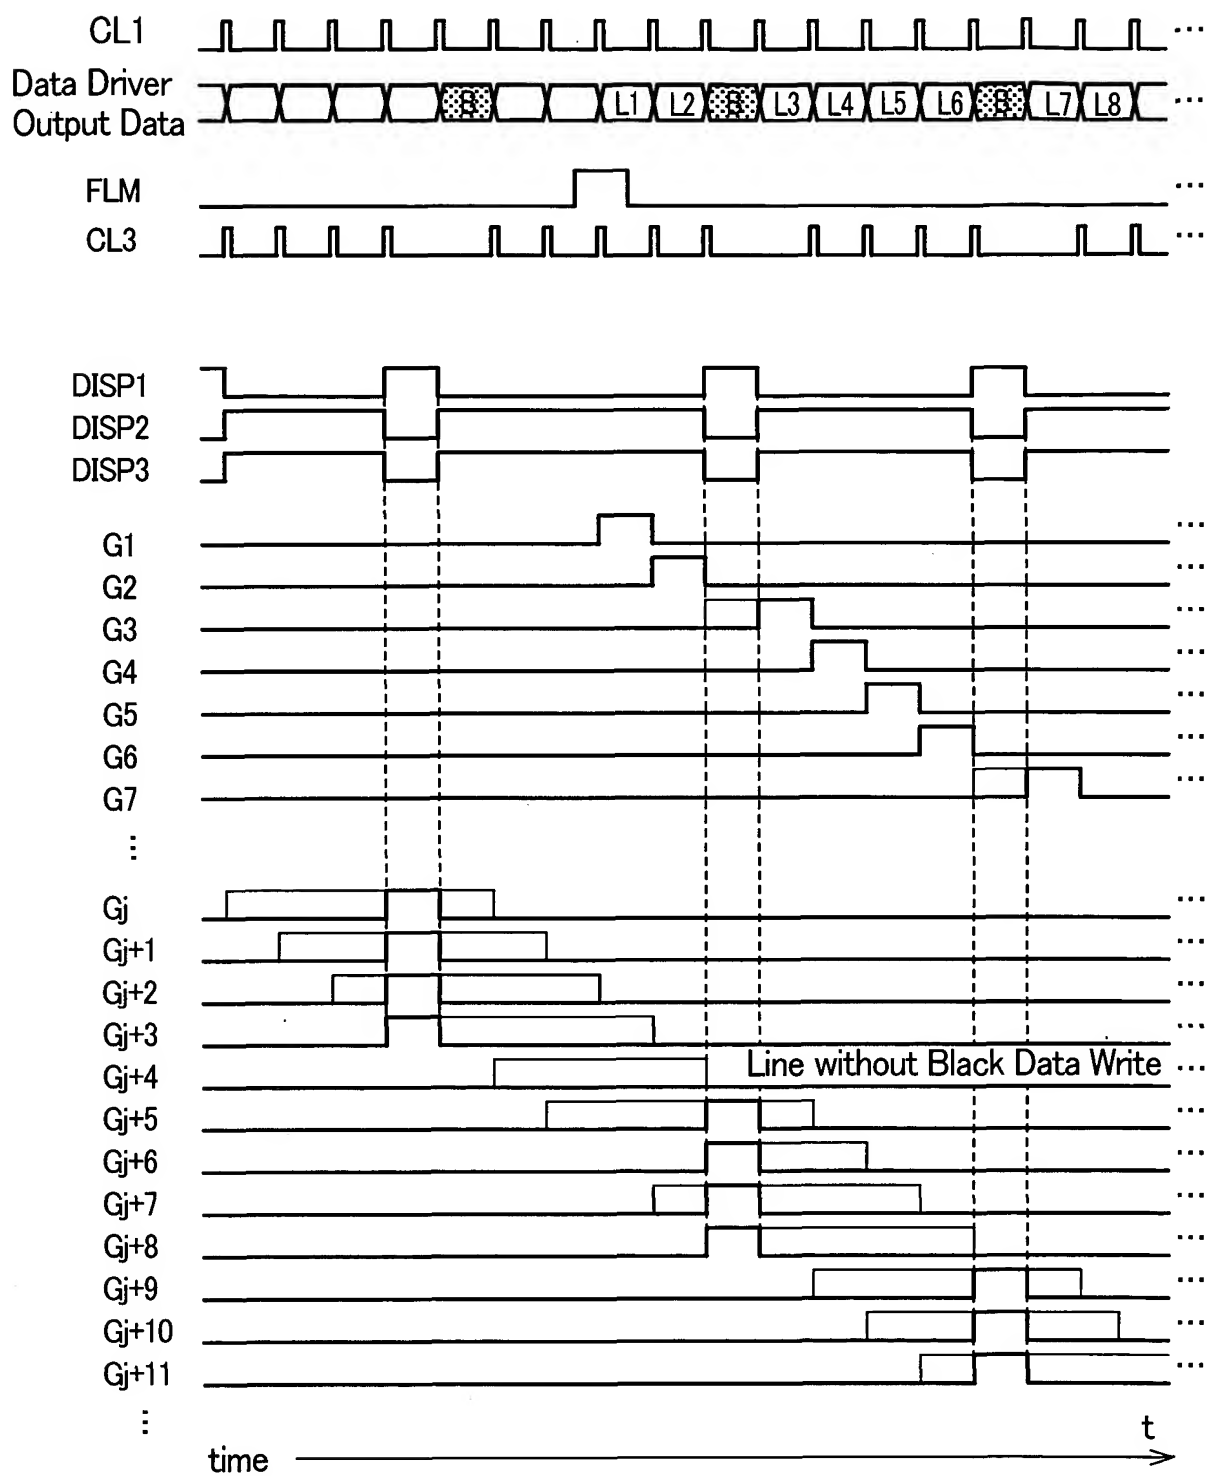 CL1 ...
Data Driver
Output Data B L1 L2 B L3 L4 L5 L6 B L7 L8 ...
FLM ...
CL3 ...
DISP1
DISP2
DISP3
G1 ...
G2 ...
G3 ...
G4 ...
G5 ...
G6 ...
G7 ...
⋮
Gj ...
Gj+1 ...
Gj+2 ...
Gj+3 ...
Gj+4 Line without Black Data Write ...
Gj+5 ...
Gj+6 ...
Gj+7 ...
Gj+8 ...
Gj+9 ...
Gj+10 ...
Gj+11 ...
⋮
time t